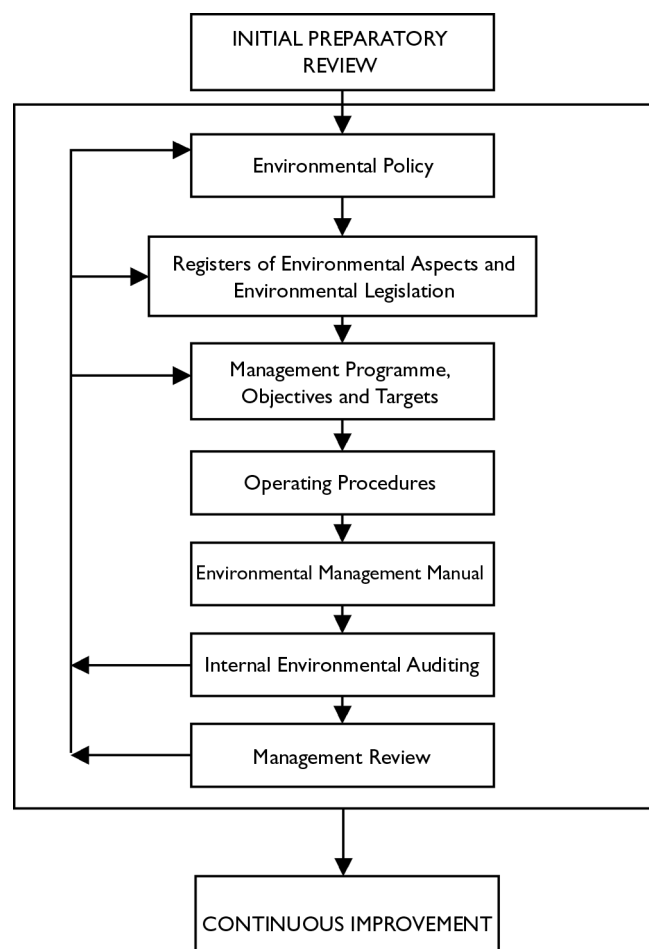 INITIAL PREPARATORY
REVIEW
Environmental Policy
Registers of Environmental Aspects and
Environmental Legislation
Management Programme,
Objectives and Targets
Operating Procedures
Environmental Management Manual
Internal Environmental Auditing
Management Review
CONTINUOUS IMPROVEMENT